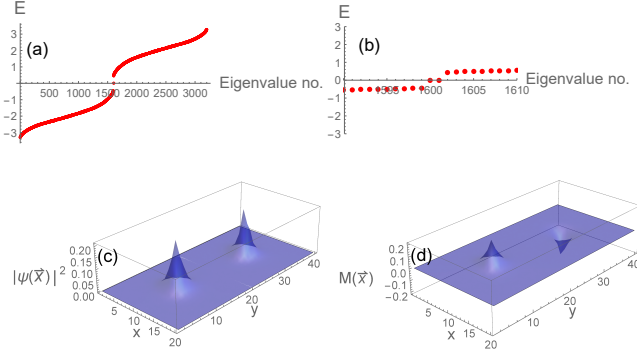 E
(a)
3
2
1
Eigenvalue no.
500 1000 1500 2000 2500 3000
-1
-2
-3
E
(b)
3
2
1
Eigenvalue no.
1595 1600 1605 1610
-1
-2
-3
(c)
|ψ(x⃗)|²
0.20
0.15
0.10
0.05
0.00
5
10
15
20
x
10
20
30
40
y
(d)
M(x⃗)
0.2
0.1
0.0
-0.1
-0.2
5
10
15
20
x
10
20
30
40
y